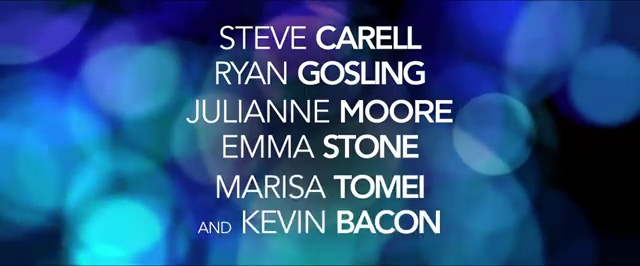 STEVE CARELL
RYAN GOSLING
JULIANNE MOORE
EMMA STONE
MARISA TOMEI
AND KEVIN BACON